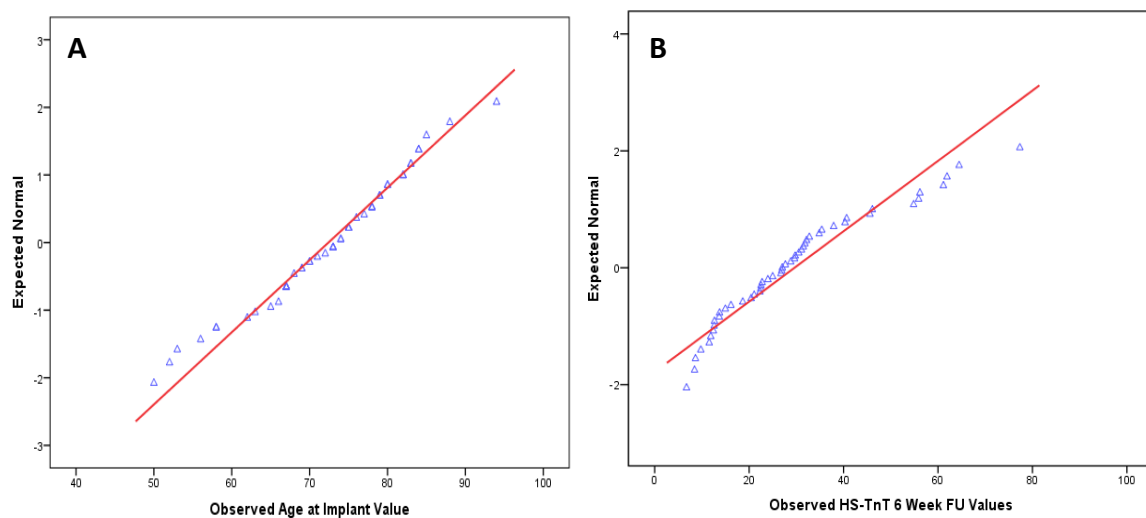 A
Expected Normal
3
2
1
0
-1
-2
-3
40 50 60 70 80 90 100
Observed Age at Implant Value
B
Expected Normal
4
2
0
-2
0 20 40 60 80 100
Observed HS-TnT 6 Week FU Values